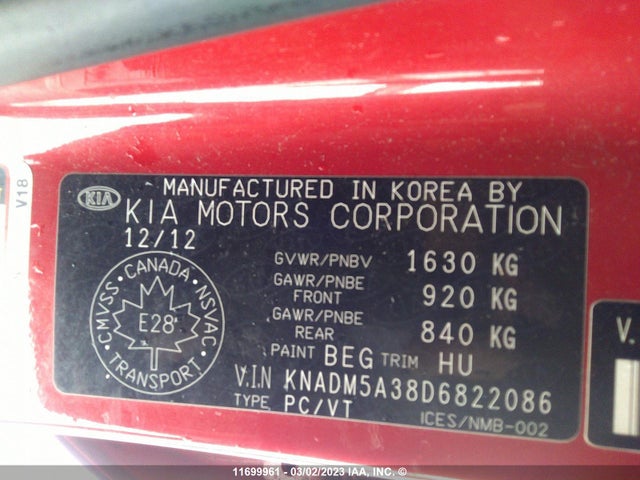 V18
KIA
MANUFACTURED IN KOREA BY
KIA MOTORS CORPORATION
12/12
GVWR/PNBV 1630 KG
GAWR/PNBE FRONT 920 KG
GAWR/PNBE REAR 840 KG
CMVSS · CANADA · NSVAC
E28
TRANSPORT
PAINT BEG TRIM HU
V.I.N KNADM5A38D6822086
TYPE PC/VT
ICES/NMB-002
V.
11699961 - 03/02/2023 IAA, INC. ©